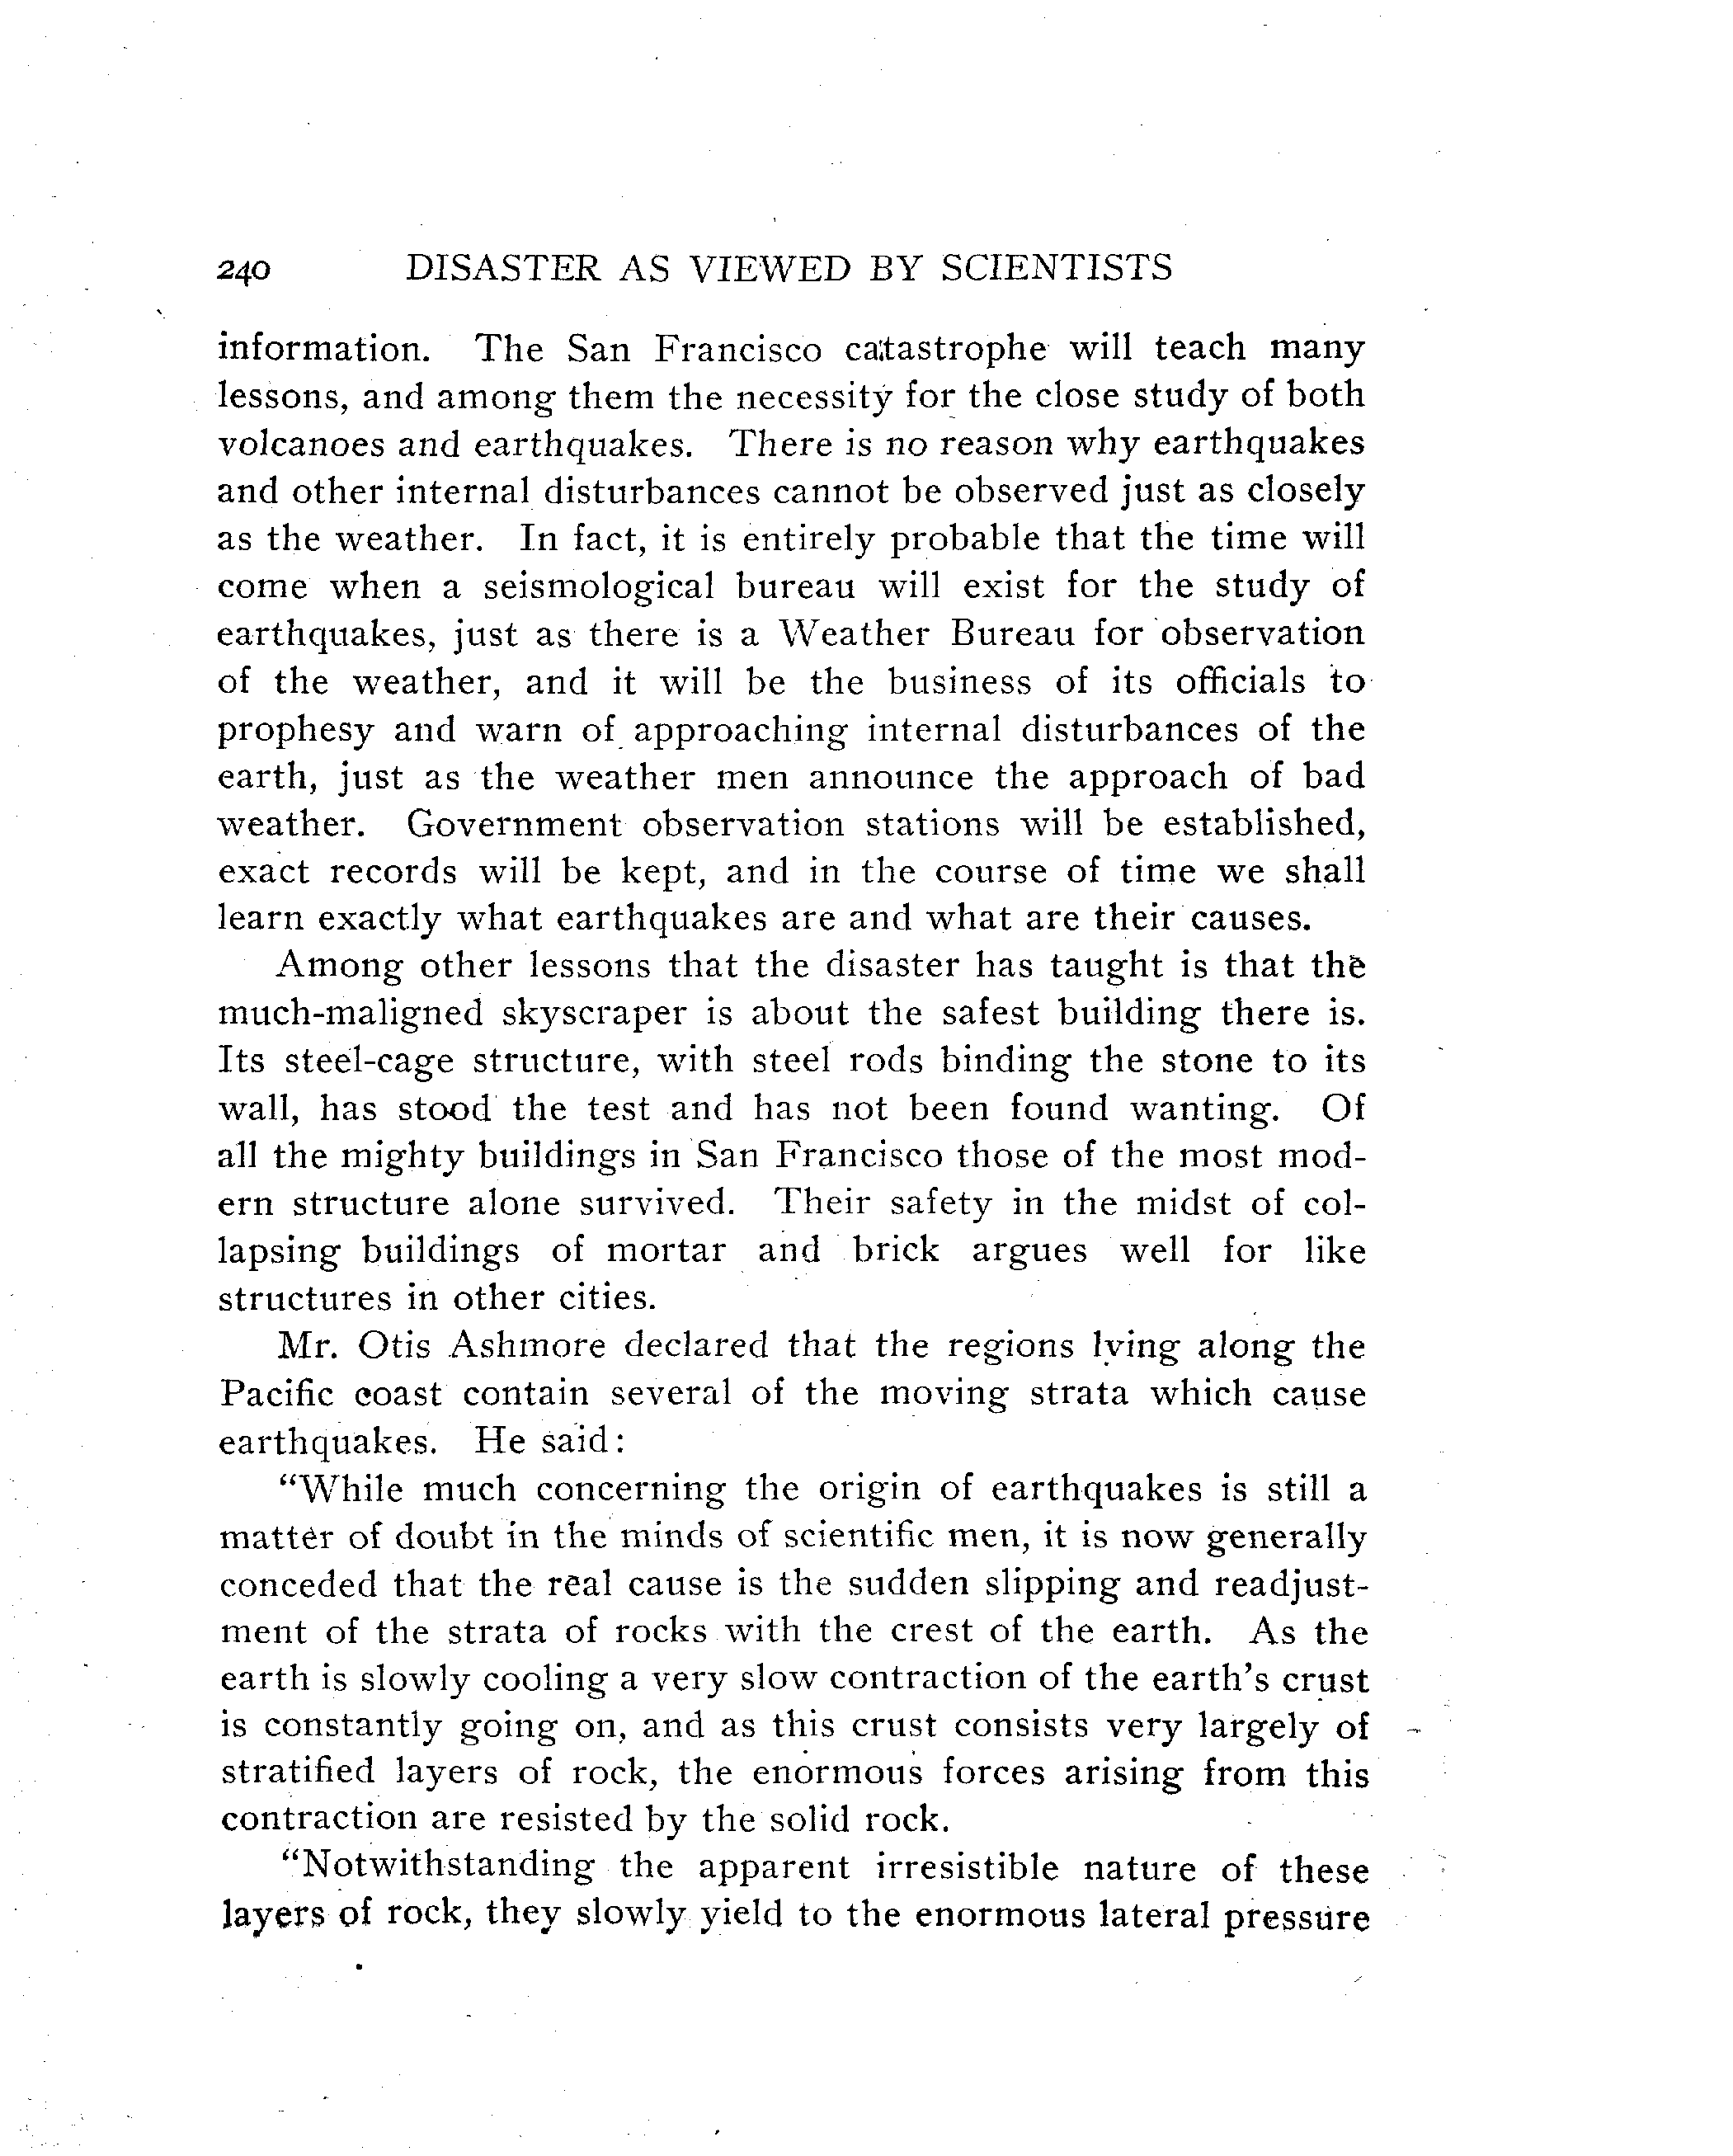 240 DISASTER AS VIEWED BY SCIENTISTS
information. The San Francisco catastrophe will teach many
lessons, and among them the necessity for the close study of both
volcanoes and earthquakes. There is no reason why earthquakes
and other internal disturbances cannot be observed just as closely
as the weather. In fact, it is entirely probable that the time will
come when a seismological bureau will exist for the study of
earthquakes, just as there is a Weather Bureau for observation
of the weather, and it will be the business of its officials to
prophesy and warn of approaching internal disturbances of the
earth, just as the weather men announce the approach of bad
weather. Government observation stations will be established,
exact records will be kept, and in the course of time we shall
learn exactly what earthquakes are and what are their causes.
Among other lessons that the disaster has taught is that the
much-maligned skyscraper is about the safest building there is.
Its steel-cage structure, with steel rods binding the stone to its
wall, has stood the test and has not been found wanting. Of
all the mighty buildings in San Francisco those of the most mod-
ern structure alone survived. Their safety in the midst of col-
lapsing buildings of mortar and brick argues well for like
structures in other cities.
Mr. Otis Ashmore declared that the regions lying along the
Pacific coast contain several of the moving strata which cause
earthquakes. He said:
"While much concerning the origin of earthquakes is still a
matter of doubt in the minds of scientific men, it is now generally
conceded that the real cause is the sudden slipping and readjust-
ment of the strata of rocks with the crest of the earth. As the
earth is slowly cooling a very slow contraction of the earth's crust
is constantly going on, and as this crust consists very largely of
stratified layers of rock, the enormous forces arising from this
contraction are resisted by the solid rock.
"Notwithstanding the apparent irresistible nature of these
layers of rock, they slowly yield to the enormous lateral pressure